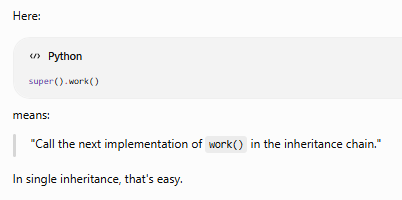 Here:
</> Python
super().work()
means:
"Call the next implementation of work() in the inheritance chain."
In single inheritance, that's easy.